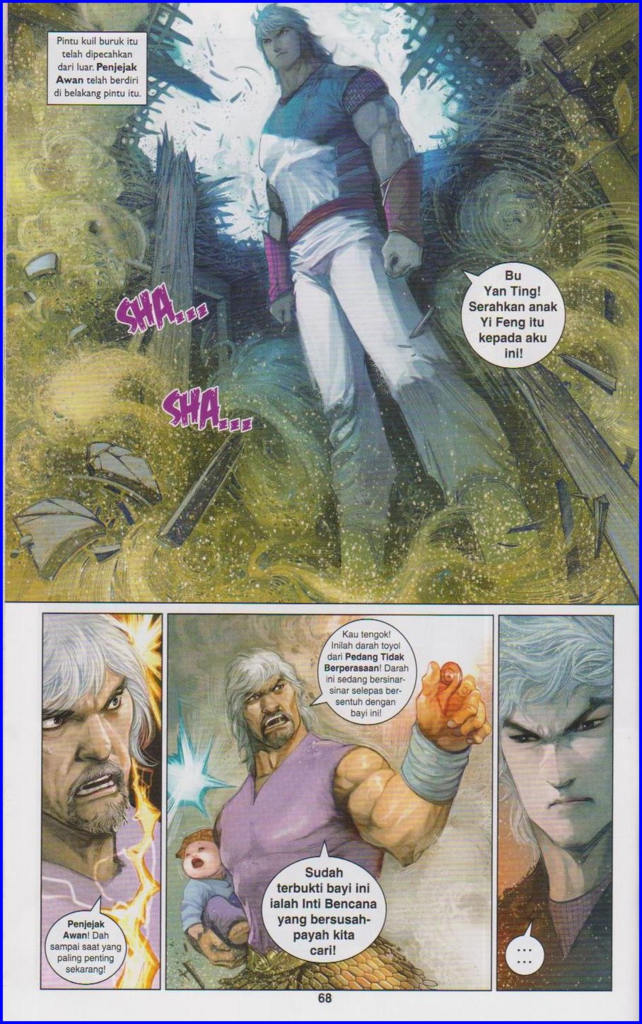 Pintu kuil buruk itu
telah dipecahkan
dari luar. Penjejak
Awan telah berdiri
di belakang pintu itu.
SHA...
Bu
Yan Ting!
Serahkan anak
Yi Feng itu
kepada aku
ini!
SHA...
Penjejak
Awan! Dah
sampai saat yang
paling penting
sekarang!
Kau tengok!
Inilah darah toyol
dari Pedang Tidak
Berperasaan! Darah
ini sedang bersinar-
sinar selepas ber-
sentuh dengan
bayi ini!
Sudah
terbukti bayi ini
ialah Inti Bencana
yang bersusah-
payah kita
cari!
...
...
68